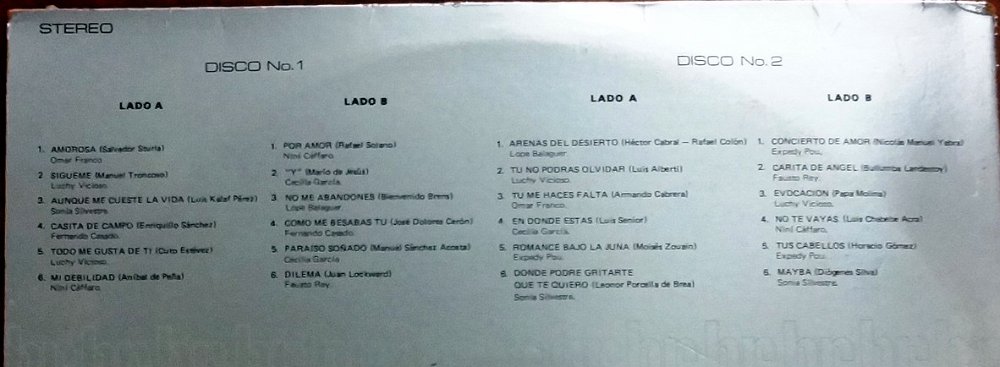 STEREO
DISCO No. 1
LADO A
1. AMOROSA (Salvador Sturla)
Omar Franco
2 SIGUEME (Manuel Troncoso)
Luchy Vicioso.
3. AUNQUE ME CUESTE LA VIDA (Luis Kalaf Pérez)
Sonia Silvestre
4. CASITA DE CAMPO (Enriquillo Sánchez)
Fernando Casado.
5. TODO ME GUSTA DE TI (Cuto Estévez)
Luchy Vicioso
6. MI DEBILIDAD (Aníbal de Peña)
Niní Cáffaro.
LADO B
1. POR AMOR (Rafael Solano)
Niní Cáffaro.
2. "Y" (Mario de Jesús)
Cecilia García.
3 NO ME ABANDONES (Bienvenido Brens)
Lope Balaguer
4. COMO ME BESABAS TU (José Dolores Cerón)
Fernando Casado.
5. PARAISO SOÑADO (Manuel Sánchez Acosta)
Cecilia García
6. DILEMA (Juan Lockward)
Fausto Rey.
DISCO No. 2
LADO A
1. ARENAS DEL DESIERTO (Héctor Cabral — Rafael Colón)
Lope Balaguer
2. TU NO PODRAS OLVIDAR (Luis Alberti)
Luchy Vicioso.
3. TU ME HACES FALTA (Armando Cabrera)
Omar Franco.
4. EN DONDE ESTAS (Luis Senior)
Cecilia García.
5. ROMANCE BAJO LA JUNA (Moisés Zouain)
Expedy Pou.
6. DONDE PODRE GRITARTE
QUE TE QUIERO (Leonor Porcella de Brea)
Sonia Silvestre.
LADO B
1. CONCIERTO DE AMOR (Nicolás Manuel Yabra)
Expedy Pou.
2. CARITA DE ANGEL (Bullumba Landestoy)
Fausto Rey.
3. EVOCACION (Papa Molina)
Luchy Vicioso.
4. NO TE VAYAS (Luis Chabebe Acra)
Niní Cáffaro.
5. TUS CABELLOS (Horacio Gómez)
Expedy Pou.
6. MAYBA (Diógenes Silva)
Sonia Silvestre.